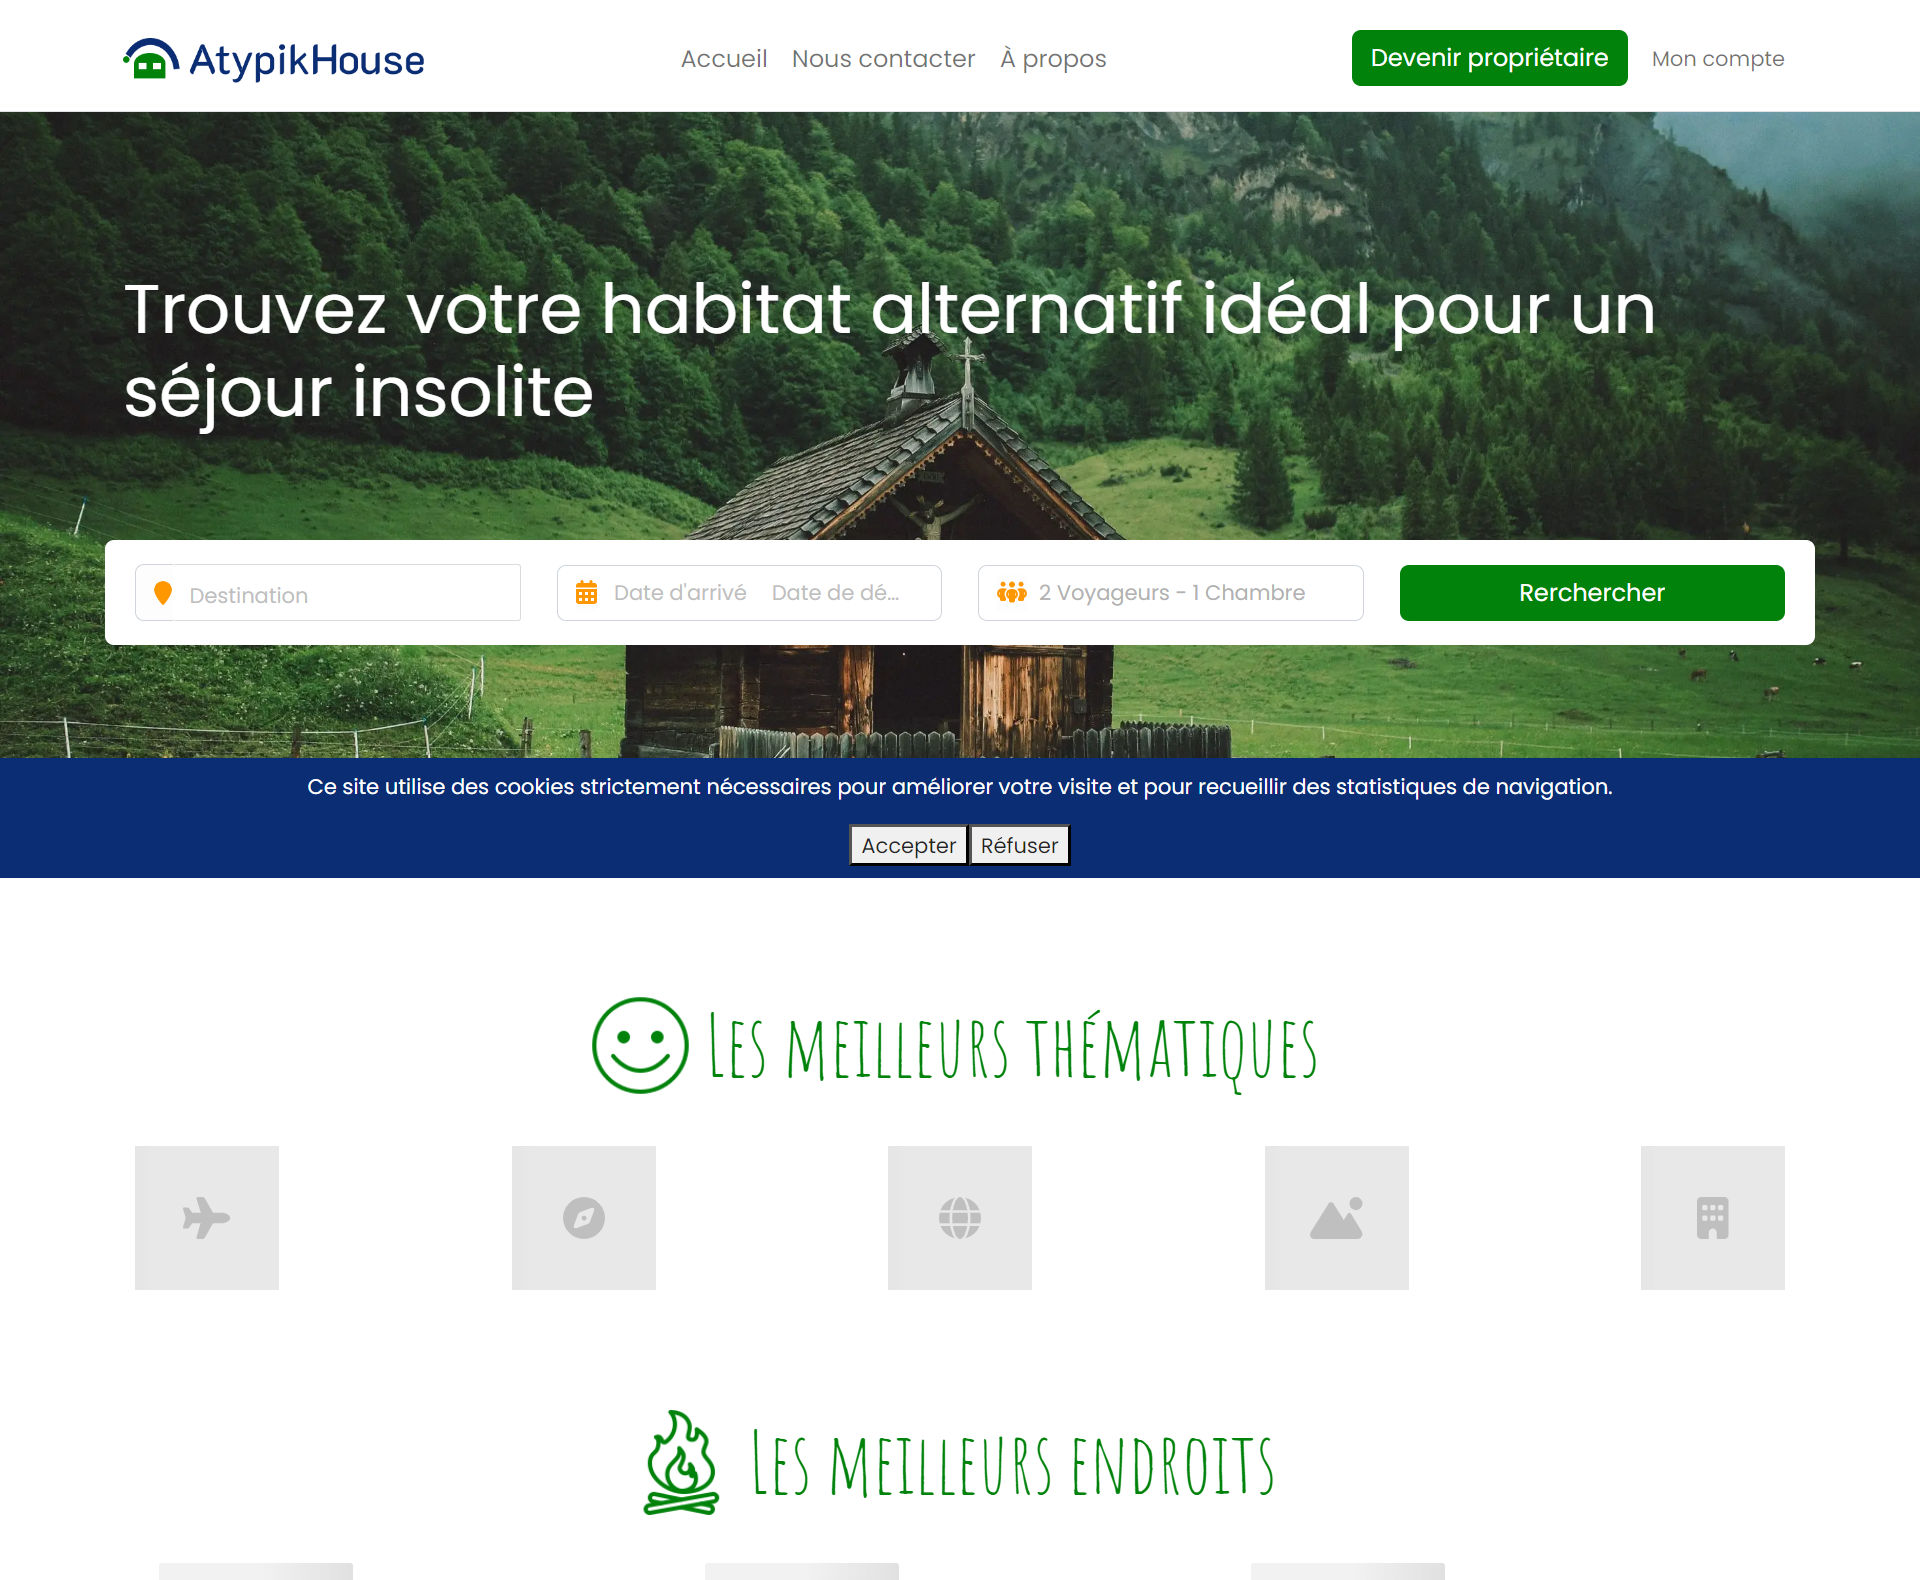 AtypikHouse
Accueil Nous contacter À propos
Devenir propriétaire
Mon compte
Trouvez votre habitat alternatif idéal pour un
séjour insolite
Destination
Date d'arrivé Date de dé...
2 Voyageurs - 1 Chambre
Rerchercher
Ce site utilise des cookies strictement nécessaires pour améliorer votre visite et pour recueillir des statistiques de navigation.
Accepter Réfuser
Les meilleurs thématiques
Les meilleurs endroits